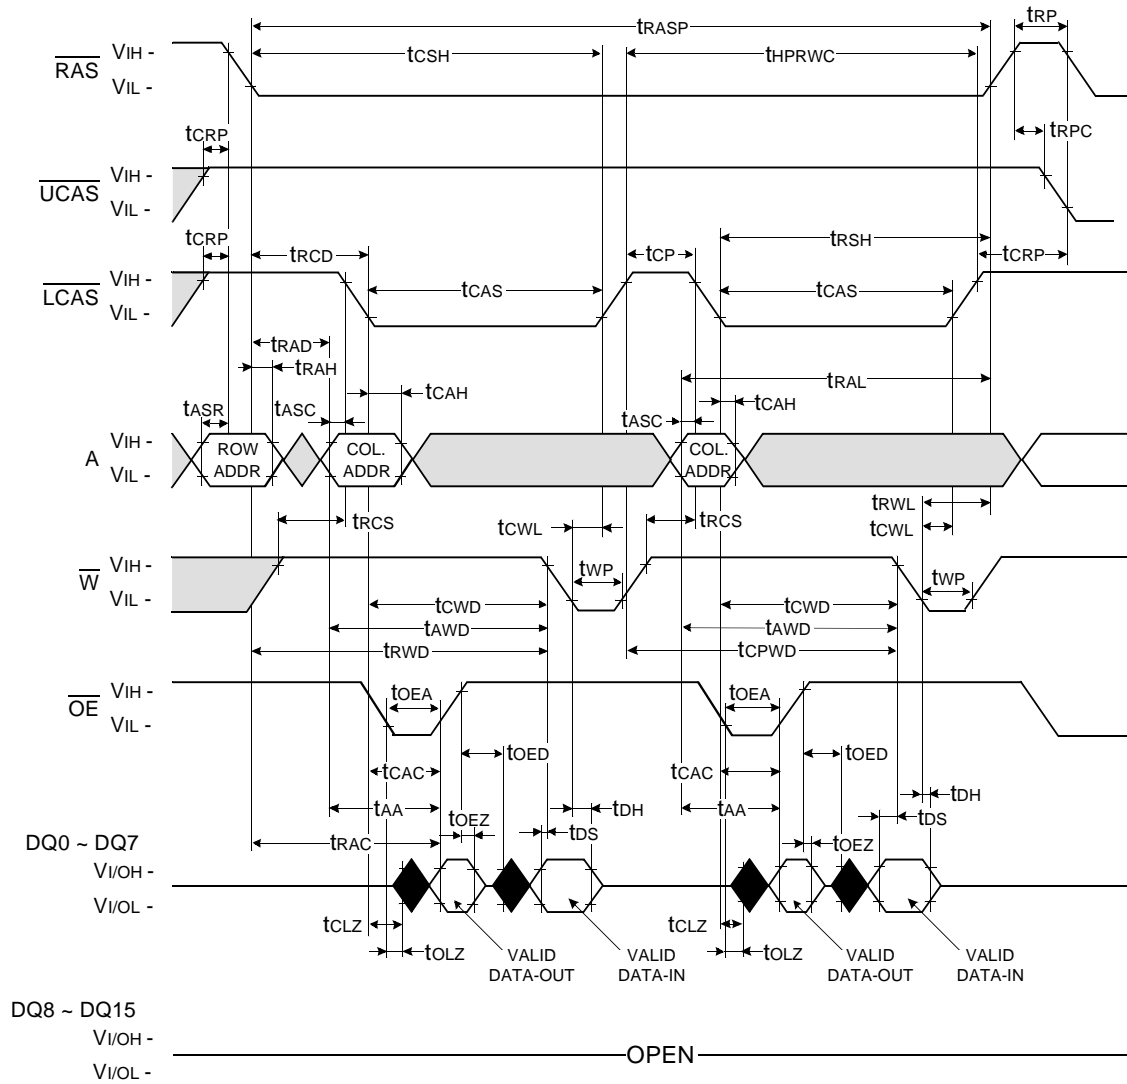 tRASP
tRP
tCSH
tHPRWC
RAS
VIH -
VIL -
tCRP
tRPC
UCAS
VIH -
VIL -
tCRP
tRCD
tCP
tRSH
tCRP
LCAS
VIH -
VIL -
tCAS
tCAS
tRAD
tRAH
tCAH
tRAL
tASR
tASC
tASC
tCAH
A
VIH -
VIL -
ROW
ADDR
COL.
ADDR
COL.
ADDR
tRCS
tCWL
tRCS
tRWL
tCWL
W
VIH -
VIL -
tWP
tWP
tCWD
tCWD
tAWD
tAWD
tRWD
tCPWD
OE
VIH -
VIL -
tOEA
tOEA
tOED
tOED
tCAC
tCAC
tAA
tAA
tDH
tDH
tOEZ
tDS
tOEZ
tDS
tRAC
DQ0 ~ DQ7
VI/OH -
VI/OL -
tCLZ
tCLZ
tOLZ
tOLZ
VALID
DATA-OUT
VALID
DATA-IN
VALID
DATA-OUT
VALID
DATA-IN
DQ8 ~ DQ15
VI/OH -
VI/OL -
OPEN